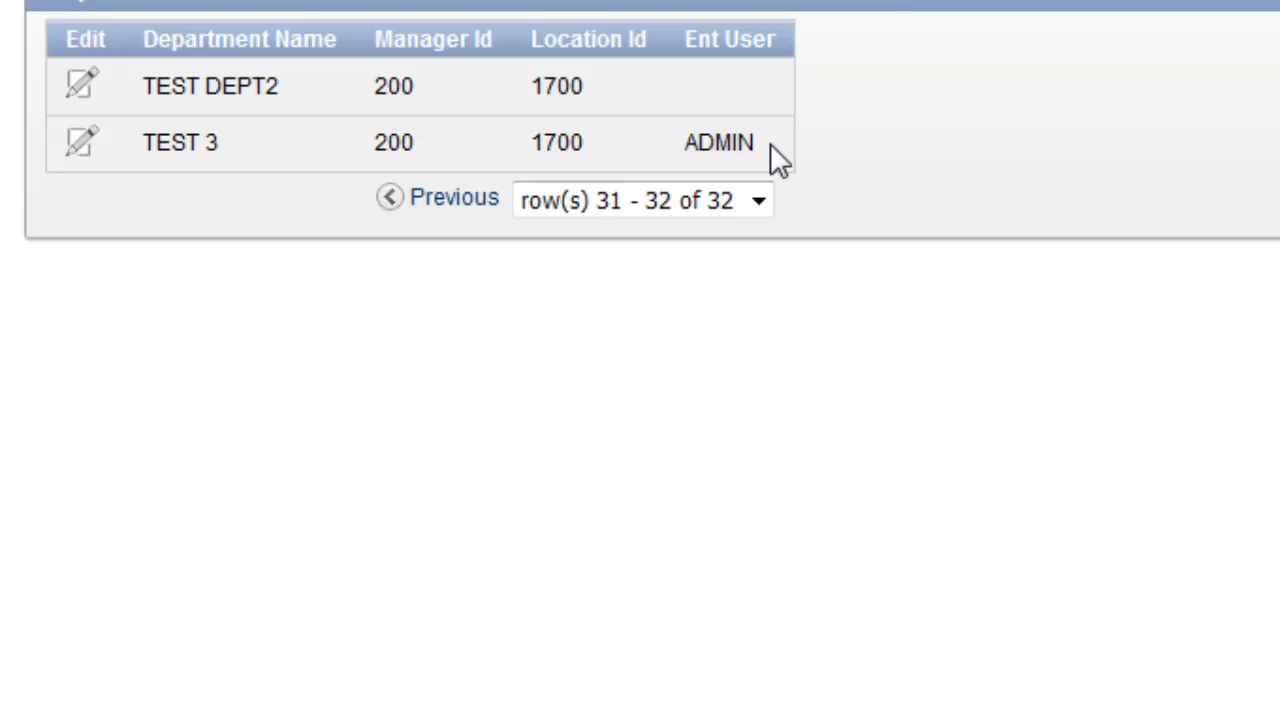 Edit Department Name Manager Id Location Id Ent User
TEST DEPT2 200 1700
TEST 3 200 1700 ADMIN
Previous row(s) 31 - 32 of 32